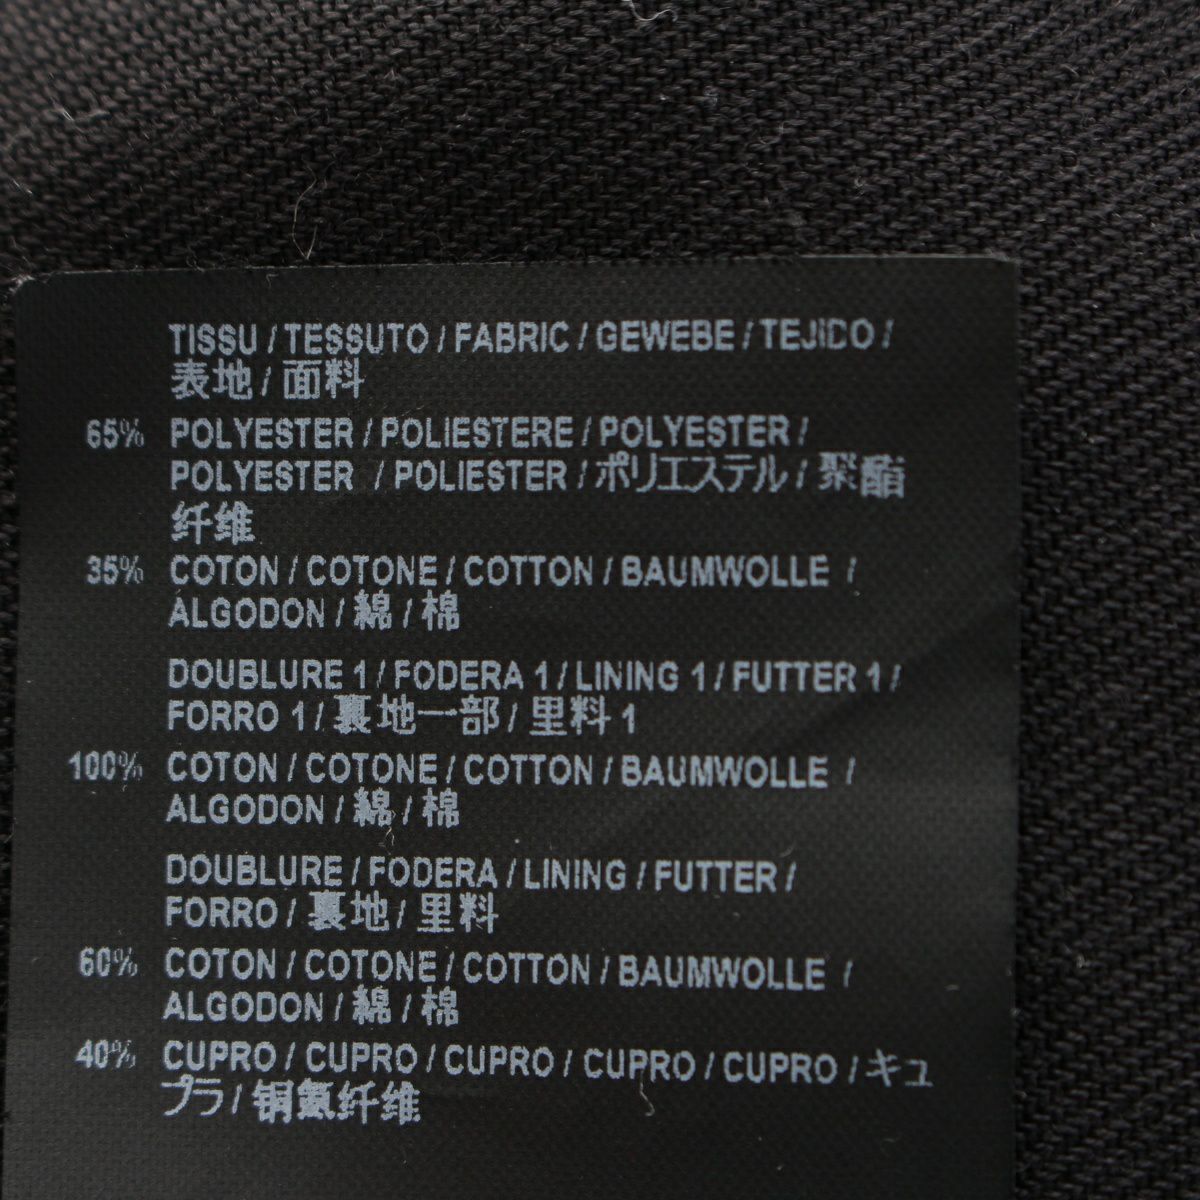 TISSU / TESSUTO / FABRIC / GEWEBE / TEJIDO /
表地 / 面料
65% POLYESTER / POLIESTERE / POLYESTER /
POLYESTER / POLIESTER / ポリエステル / 聚酯
纤维
35% COTON / COTONE / COTTON / BAUMWOLLE /
ALGODON / 綿 / 棉
DOUBLURE 1 / FODERA 1 / LINING 1 / FUTTER 1 /
FORRO 1 / 裏地一部 / 里料 1
100% COTON / COTONE / COTTON / BAUMWOLLE /
ALGODON / 綿 / 棉
DOUBLURE / FODERA / LINING / FUTTER /
FORRO / 裏地 / 里料
60% COTON / COTONE / COTTON / BAUMWOLLE /
ALGODON / 綿 / 棉
40% CUPRO / CUPRO / CUPRO / CUPRO / CUPRO / キュ
プラ / 铜氨纤维